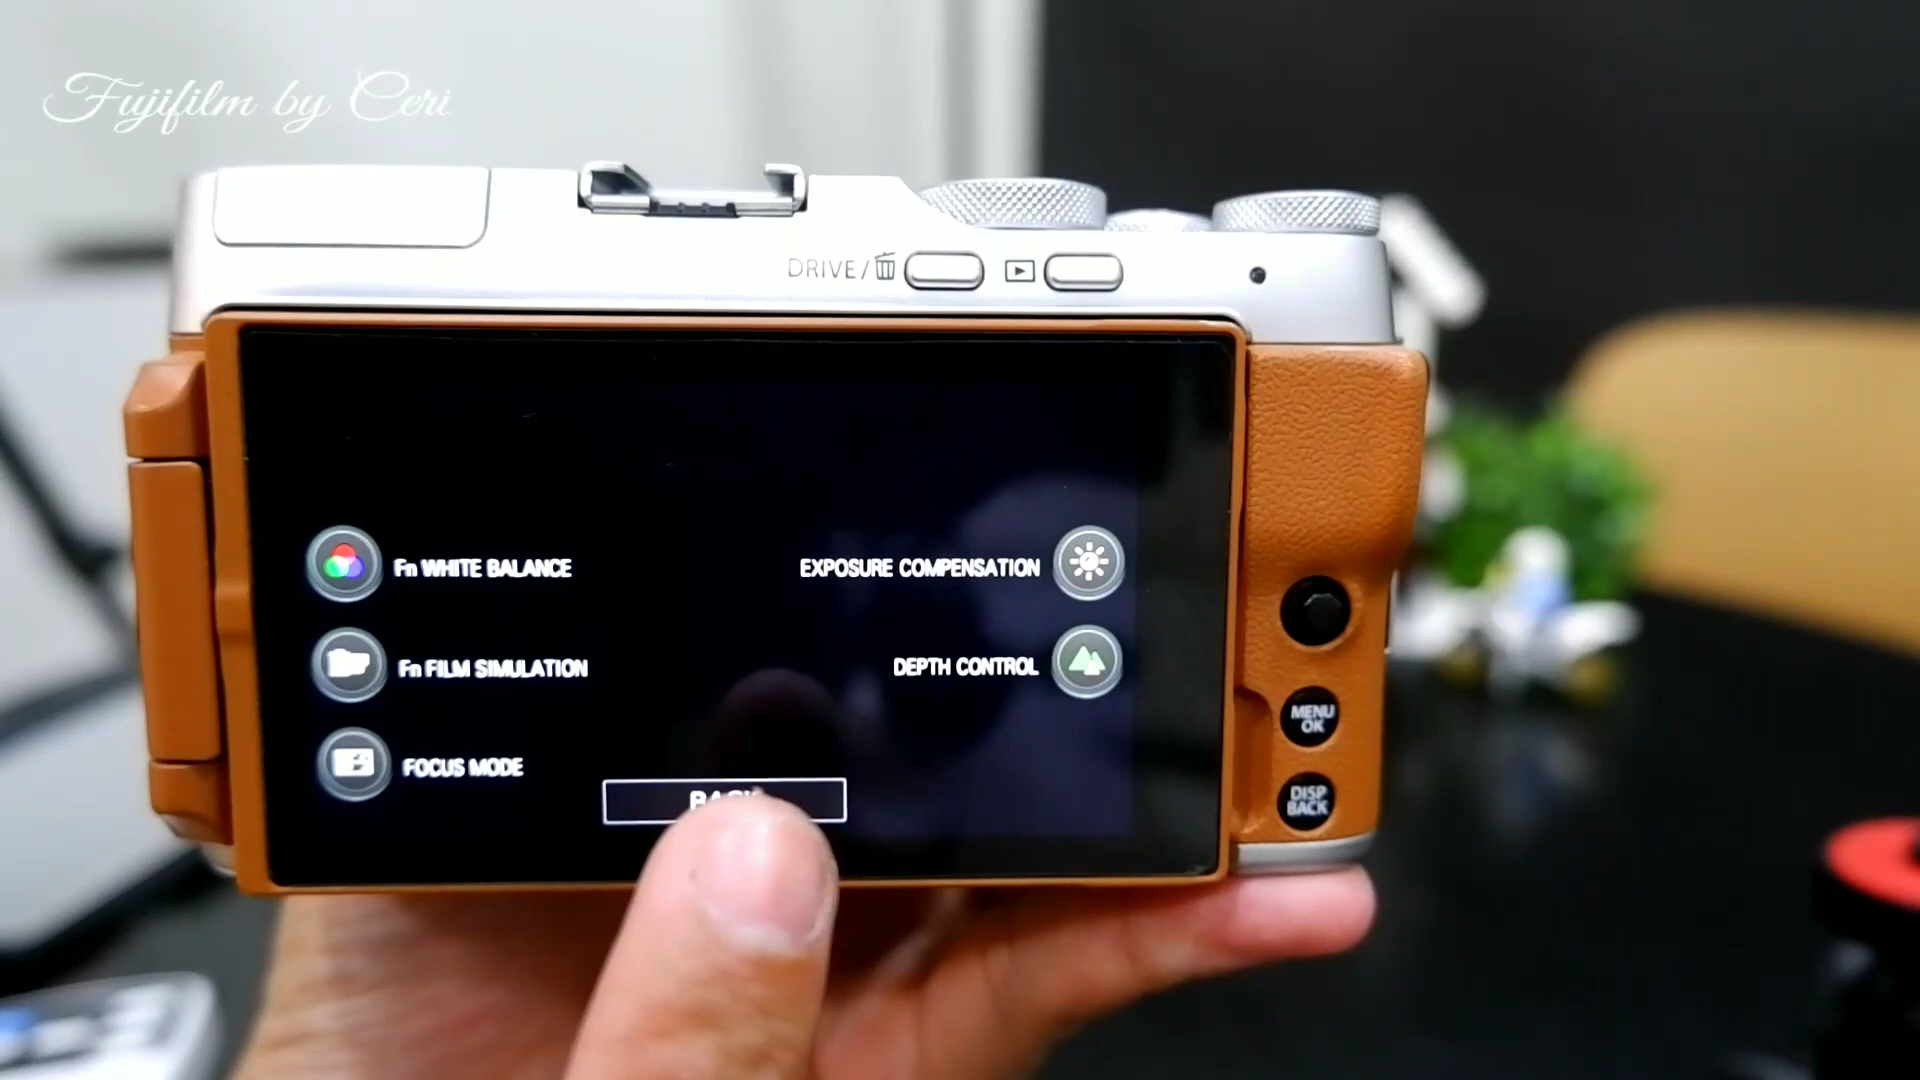 Fujifilm by Ceri
DRIVE/
Fn WHITE BALANCE
EXPOSURE COMPENSATION
Fn FILM SIMULATION
DEPTH CONTROL
FOCUS MODE
BACK
MENU
OK
DISP
BACK